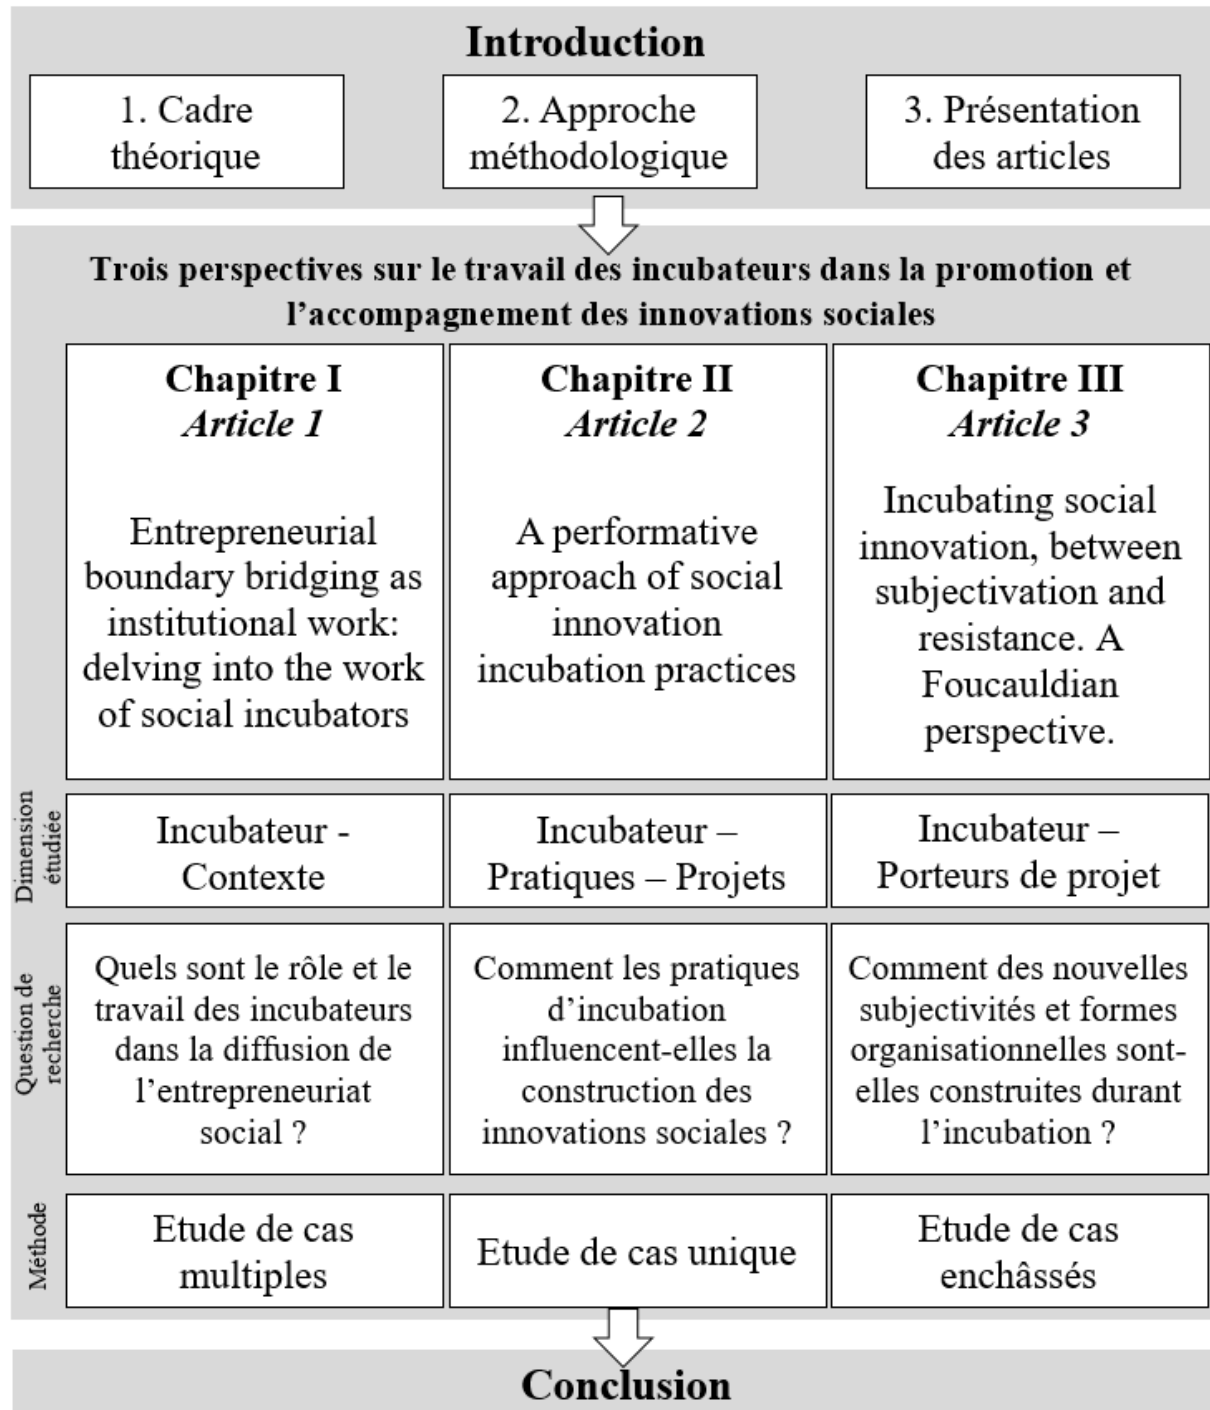 Introduction
1. Cadre
théorique
2. Approche
méthodologique
3. Présentation
des articles
Trois perspectives sur le travail des incubateurs dans la promotion et
l’accompagnement des innovations sociales
Chapitre I
Article 1
Entrepreneurial
boundary bridging as
institutional work:
delving into the work
of social incubators
Chapitre II
Article 2
A performative
approach of social
innovation
incubation practices
Chapitre III
Article 3
Incubating social
innovation, between
subjectivation and
resistance. A
Foucauldian
perspective.
Dimension
étudiée
Incubateur -
Contexte
Incubateur –
Pratiques – Projets
Incubateur –
Porteurs de projet
Question de
recherche
Quels sont le rôle et le
travail des incubateurs
dans la diffusion de
l’entrepreneuriat
social ?
Comment les pratiques
d’incubation
influencent-elles la
construction des
innovations sociales ?
Comment des nouvelles
subjectivités et formes
organisationnelles sont-
elles construites durant
l’incubation ?
Méthode
Etude de cas
multiples
Etude de cas unique
Etude de cas
enchâssés
Conclusion